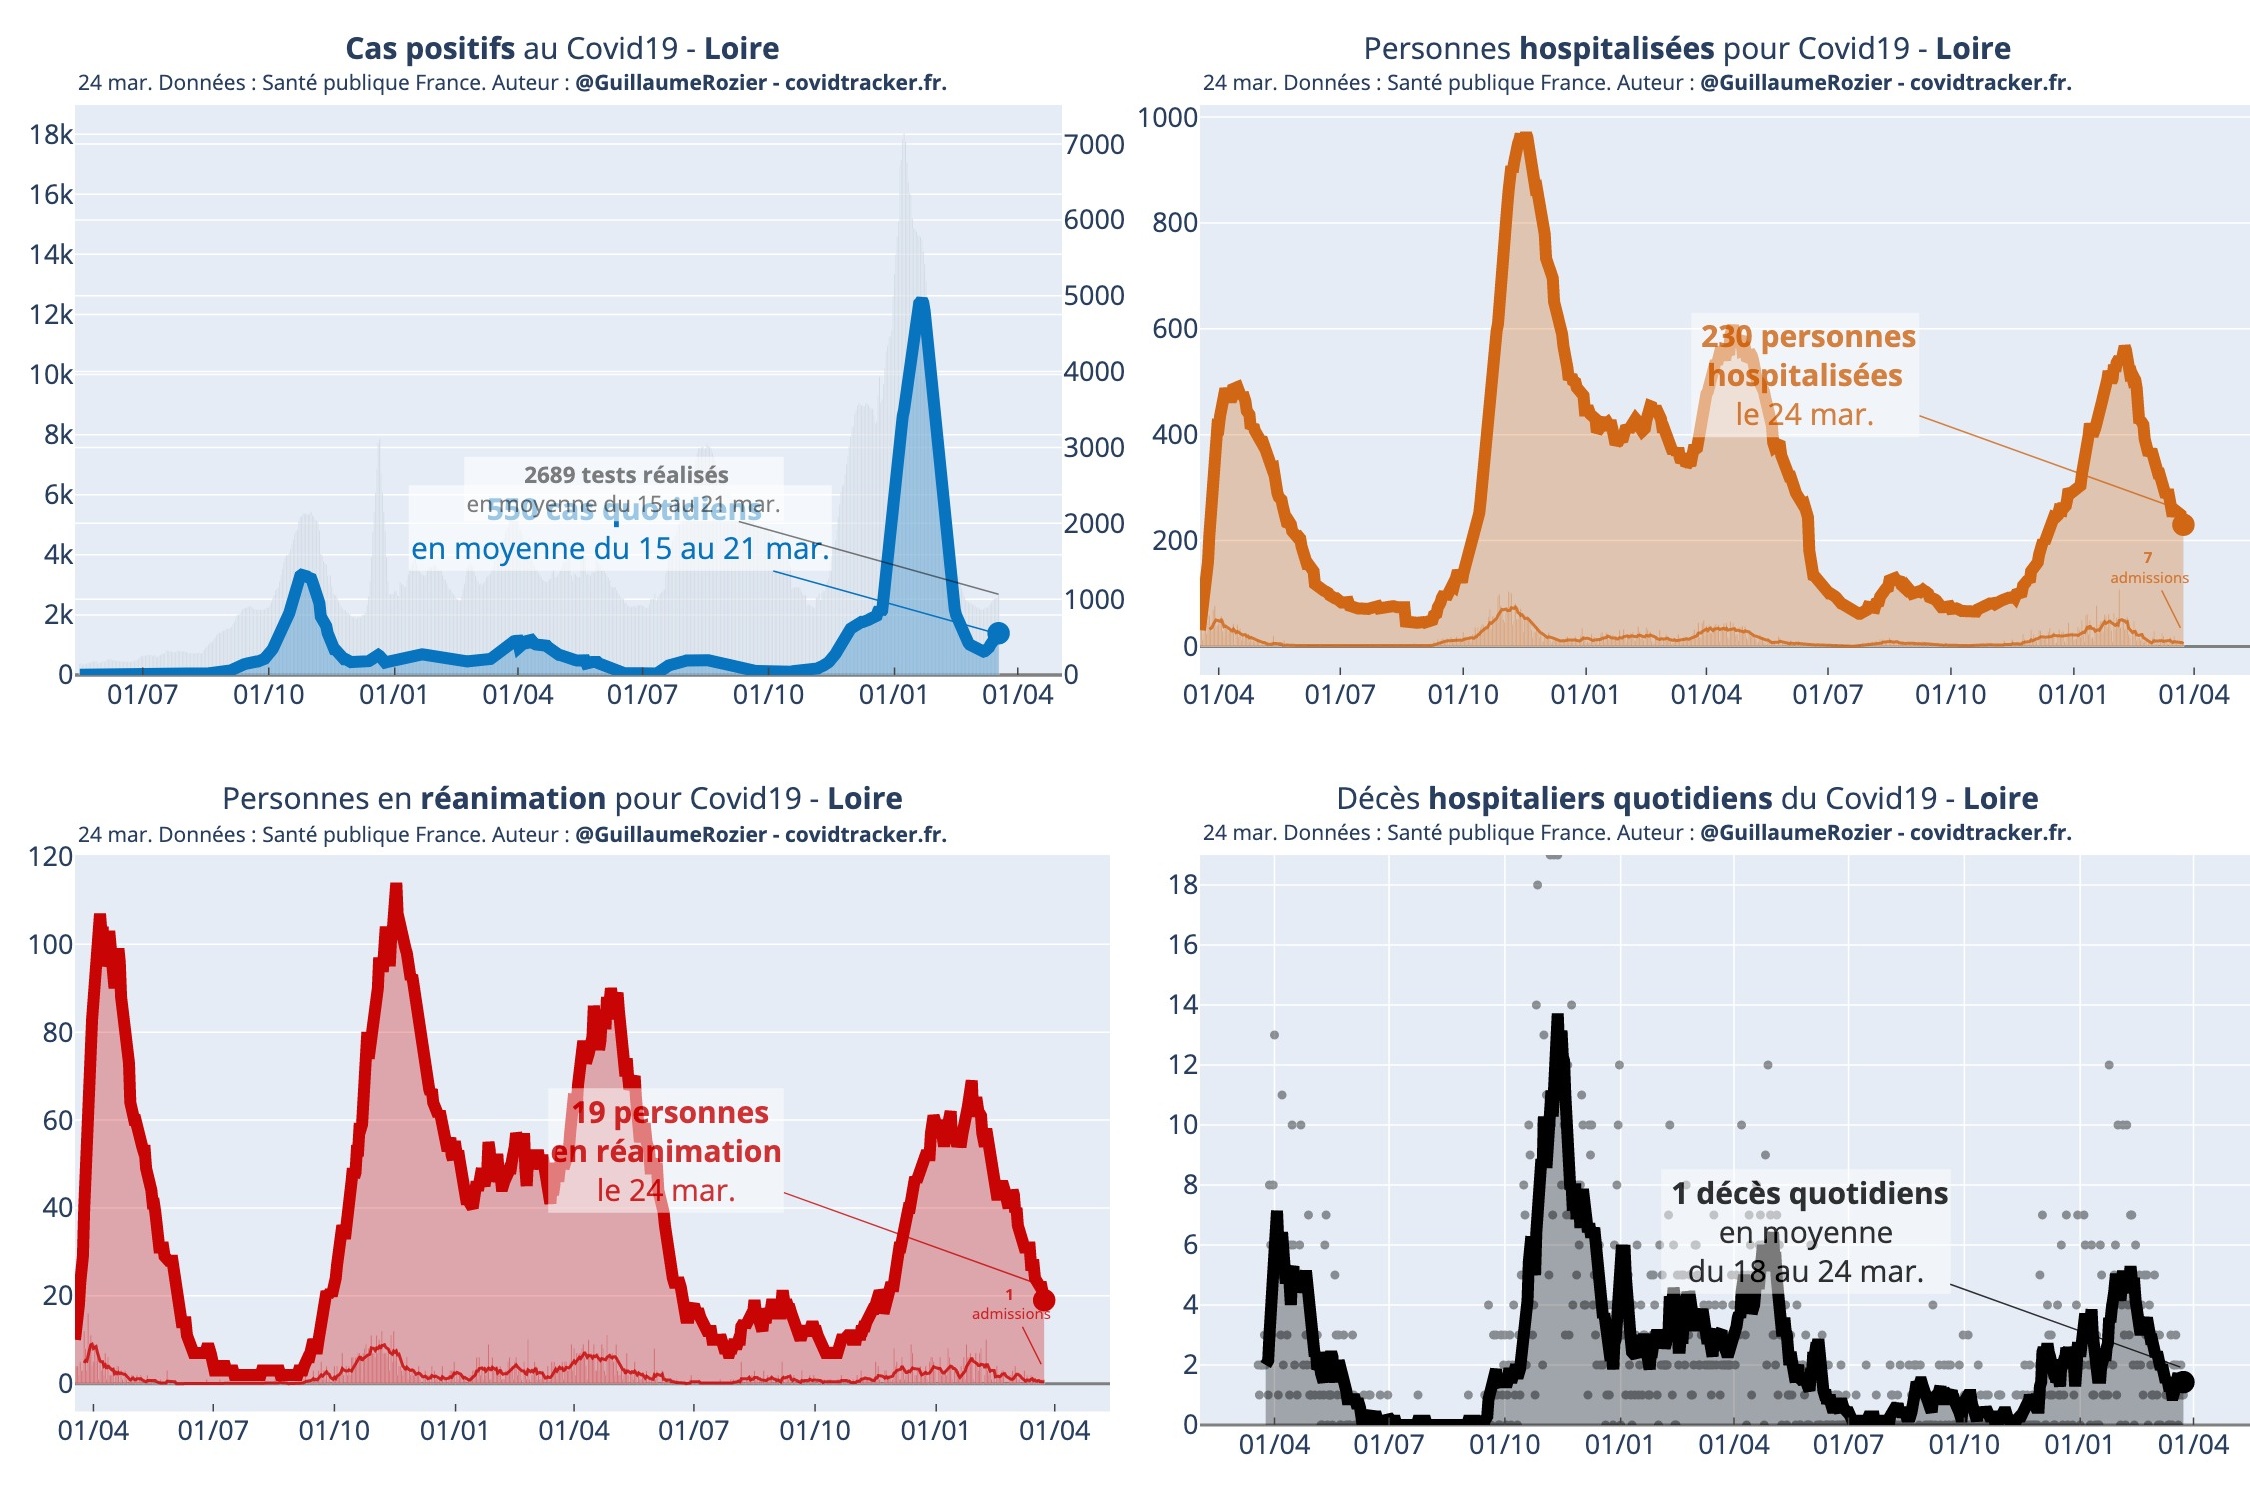 Cas positifs au Covid19 - Loire
24 mar. Données : Santé publique France. Auteur : @GuillaumeRozier - covidtracker.fr.
18k
16k
14k
12k
10k
8k
6k
4k
2k
0
7000
6000
5000
4000
3000
2000
1000
0
2689 tests réalisés
en moyenne du 15 au 21 mar.
550 cas quotidiens
en moyenne du 15 au 21 mar.
01/07 01/10 01/01 01/04 01/07 01/10 01/01 01/04
Personnes hospitalisées pour Covid19 - Loire
24 mar. Données : Santé publique France. Auteur : @GuillaumeRozier - covidtracker.fr.
1000
800
600
400
200
0
230 personnes
hospitalisées
le 24 mar.
7
admissions
01/04 01/07 01/10 01/01 01/04 01/07 01/10 01/01 01/04
Personnes en réanimation pour Covid19 - Loire
24 mar. Données : Santé publique France. Auteur : @GuillaumeRozier - covidtracker.fr.
120
100
80
60
40
20
0
19 personnes
en réanimation
le 24 mar.
1
admissions
01/04 01/07 01/10 01/01 01/04 01/07 01/10 01/01 01/04
Décès hospitaliers quotidiens du Covid19 - Loire
24 mar. Données : Santé publique France. Auteur : @GuillaumeRozier - covidtracker.fr.
18
16
14
12
10
8
6
4
2
0
1 décès quotidiens
en moyenne
du 18 au 24 mar.
01/04 01/07 01/10 01/01 01/04 01/07 01/10 01/01 01/04